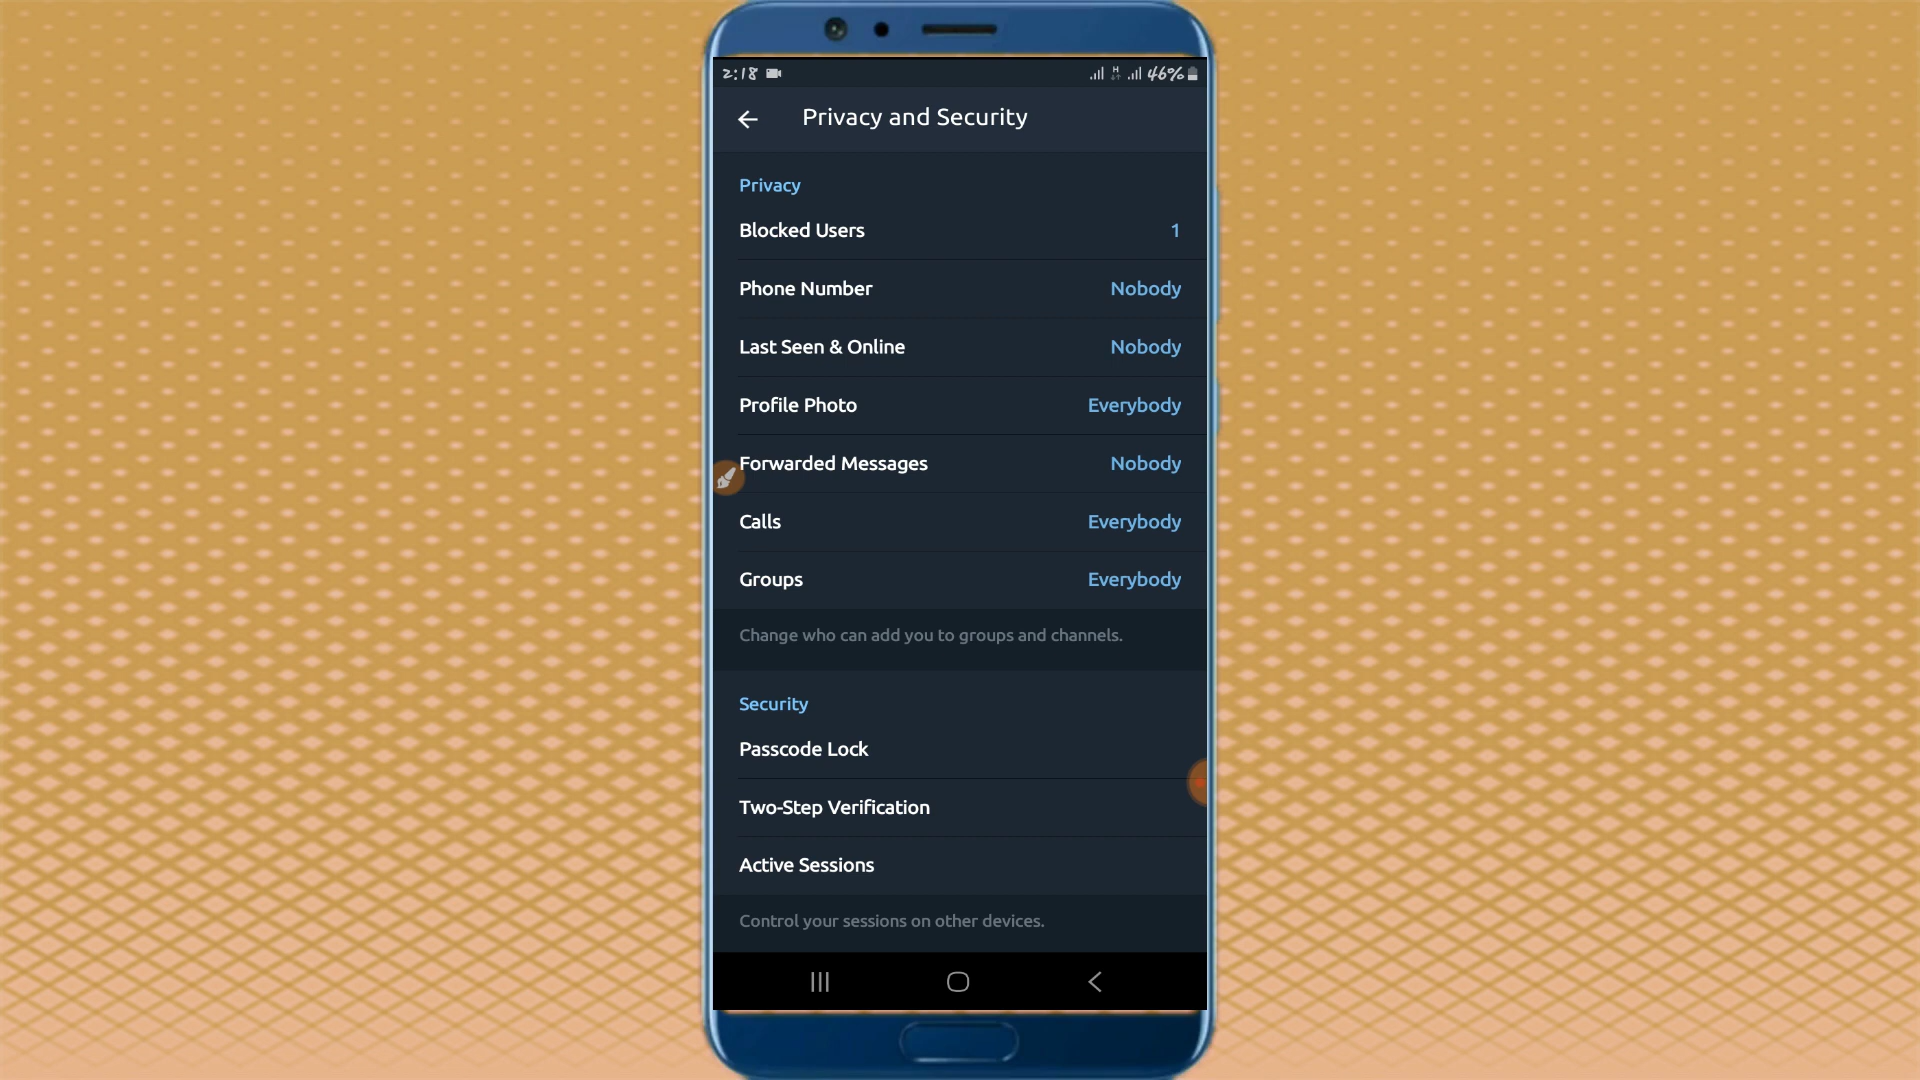 2:18 H 46%
Privacy and Security
Privacy
Blocked Users 1
Phone Number Nobody
Last Seen & Online Nobody
Profile Photo Everybody
Forwarded Messages Nobody
Calls Everybody
Groups Everybody
Change who can add you to groups and channels.
Security
Passcode Lock
Two-Step Verification
Active Sessions
Control your sessions on other devices.